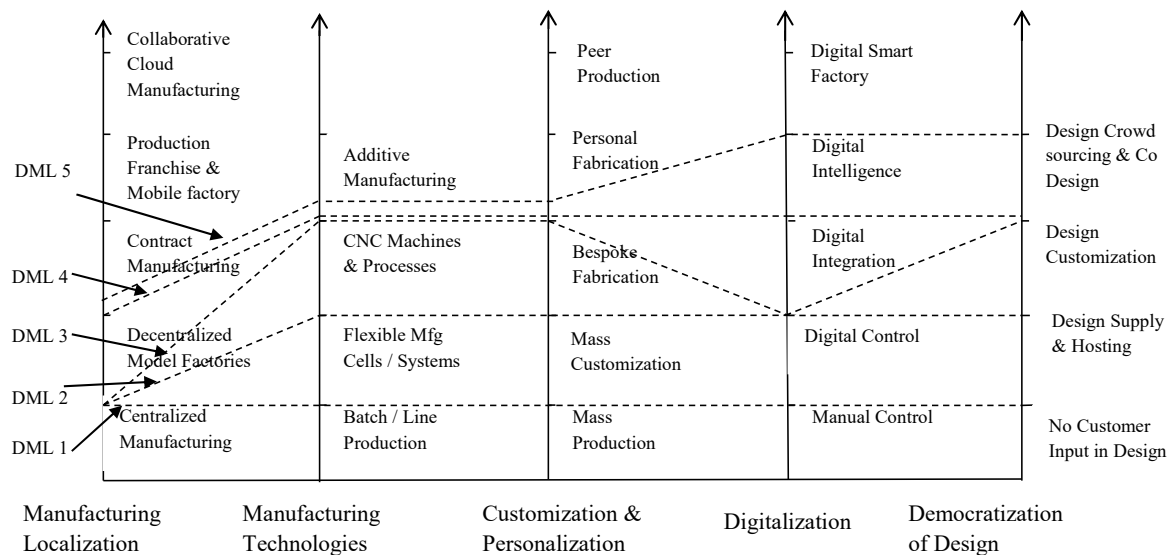 Collaborative
Cloud
Manufacturing
Peer
Production
Digital Smart
Factory
DML 5
Production
Franchise &
Mobile factory
Additive
Manufacturing
Personal
Fabrication
Digital
Intelligence
Design Crowd
sourcing & Co
Design
DML 4
Contract
Manufacturing
CNC Machines
& Processes
Bespoke
Fabrication
Digital
Integration
Design
Customization
DML 3
Decentralized
Model Factories
Flexible Mfg
Cells / Systems
Mass
Customization
Digital Control
Design Supply
& Hosting
DML 2
DML 1
Centralized
Manufacturing
Batch / Line
Production
Mass
Production
Manual Control
No Customer
Input in Design
Manufacturing
Localization
Manufacturing
Technologies
Customization &
Personalization
Digitalization
Democratization
of Design